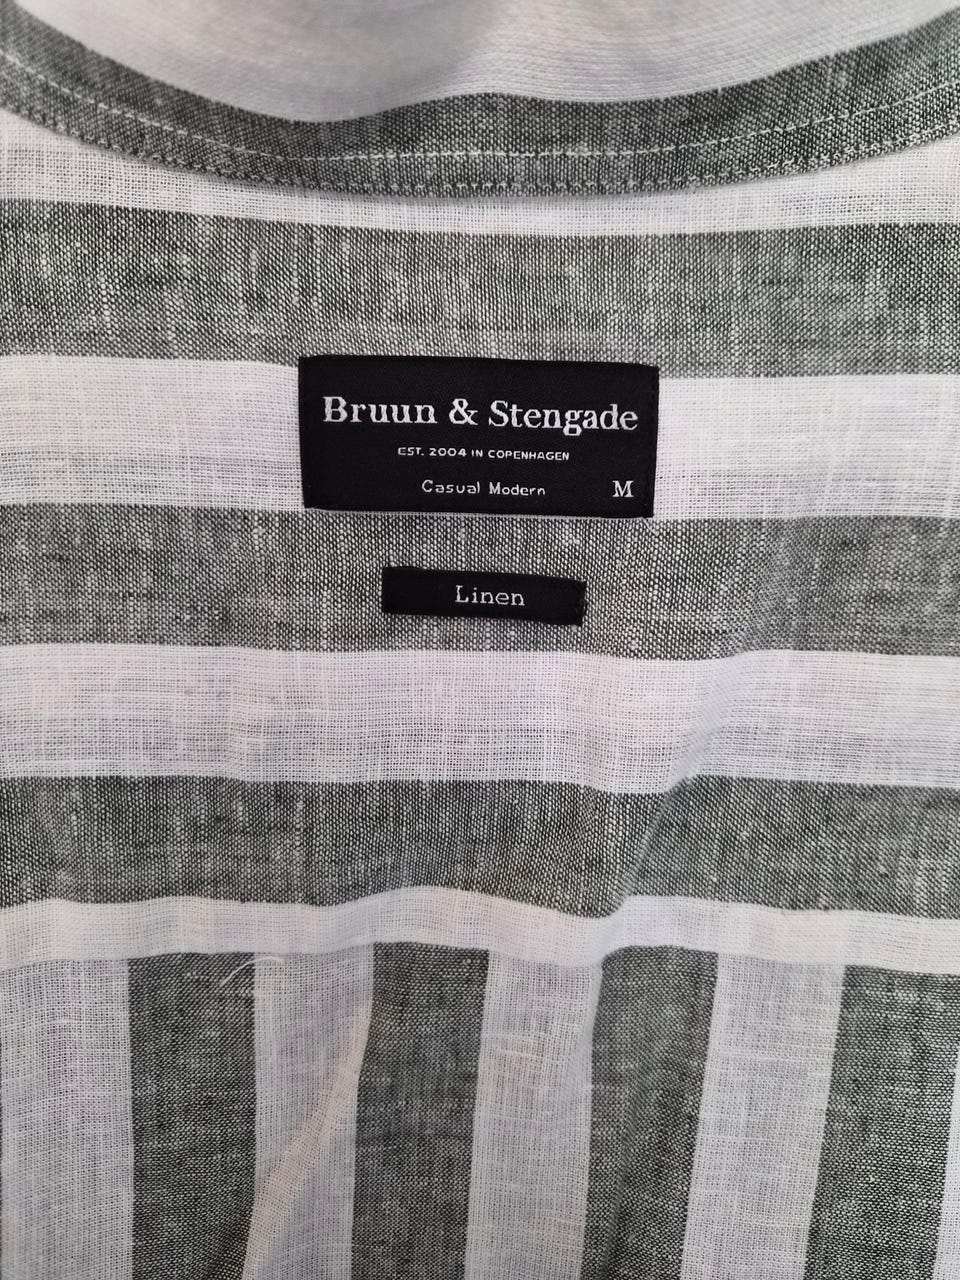 Bruun & Stengade
EST. 2004 IN COPENHAGEN
Casual Modern M
Linen